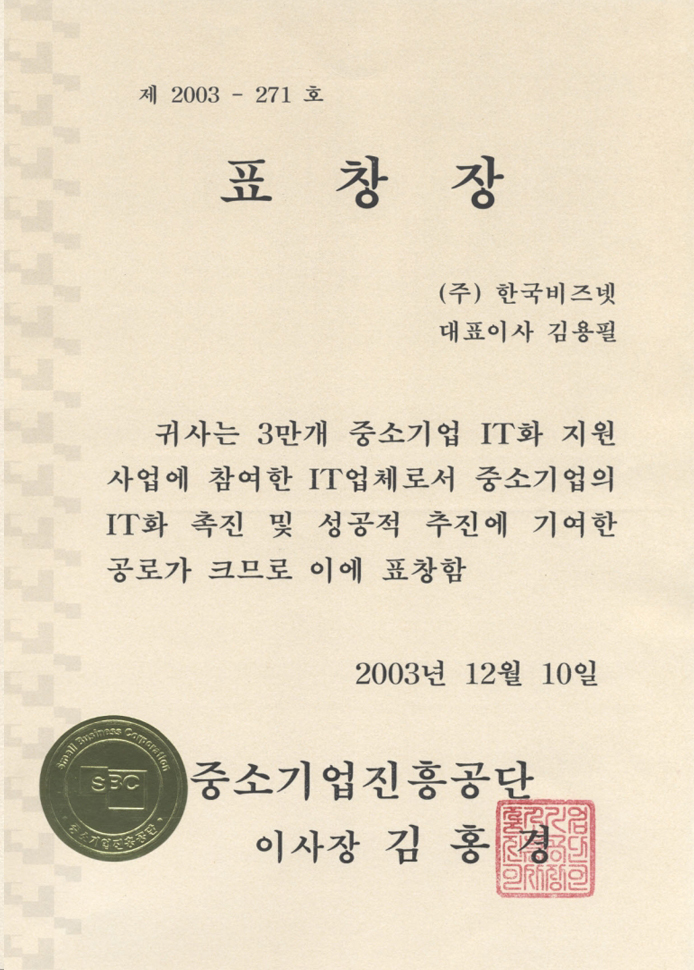 제 2003 - 271 호
표 창 장
(주) 한국비즈넷
대표이사 김용필
귀사는 3만개 중소기업 IT화 지원
사업에 참여한 IT업체로서 중소기업의
IT화 촉진 및 성공적 추진에 기여한
공로가 크므로 이에 표창함
2003년 12월 10일
Small Business Corporation
SBC
중소기업진흥공단
중소기업진흥공단
이사장 김 홍 경